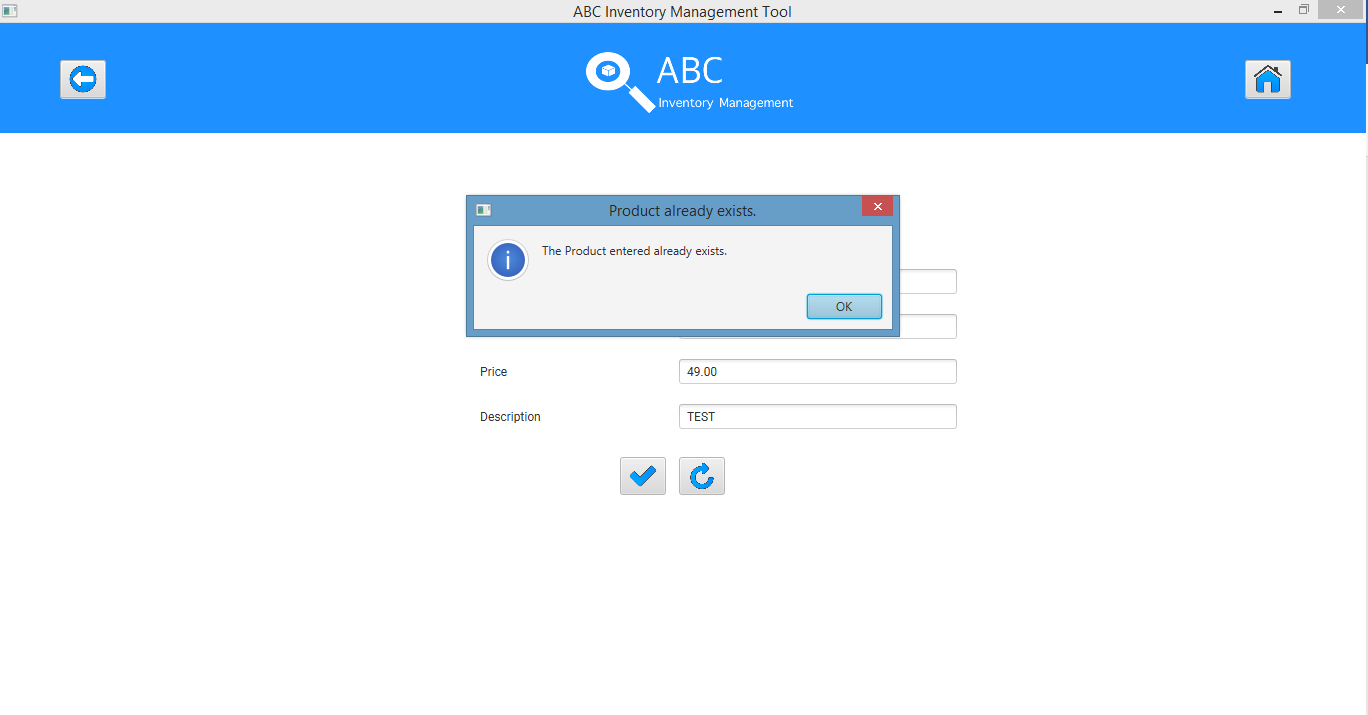 ABC Inventory Management Tool
ABC
Inventory Management
Product already exists.
The Product entered already exists.
OK
Price
49.00
Description
TEST